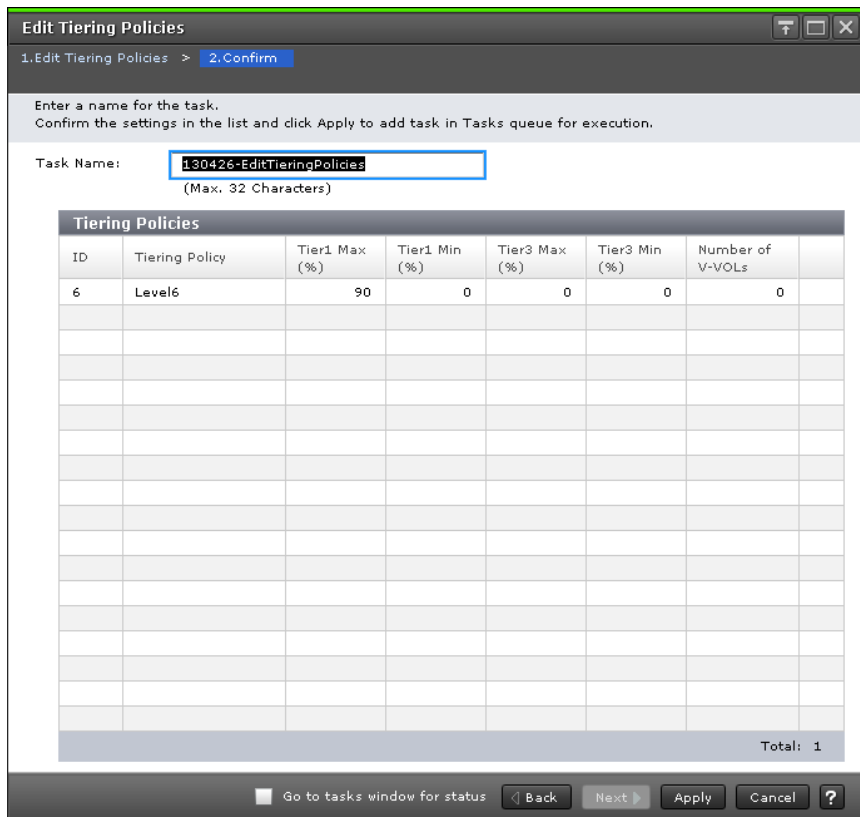 Edit Tiering Policies
1.Edit Tiering Policies > 2.Confirm
Enter a name for the task.
Confirm the settings in the list and click Apply to add task in Tasks queue for execution.
Task Name: 130426-EditTieringPolicies
(Max. 32 Characters)
Tiering Policies
ID Tiering Policy Tier1 Max (%) Tier1 Min (%) Tier3 Max (%) Tier3 Min (%) Number of V-VOLs
6 Level6 90 0 0 0 0
Total: 1
Go to tasks window for status Back Next Apply Cancel ?